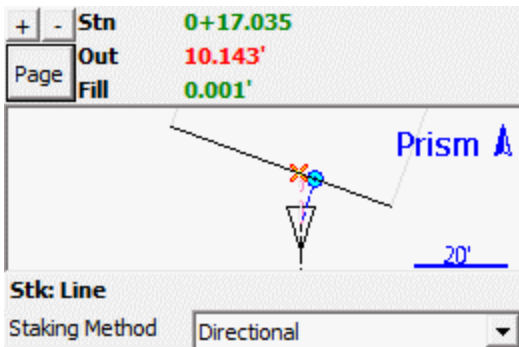 + - Stn 0+17.035
Page Out 10.143'
Fill 0.001'
Prism
20'
Stk: Line
Staking Method Directional